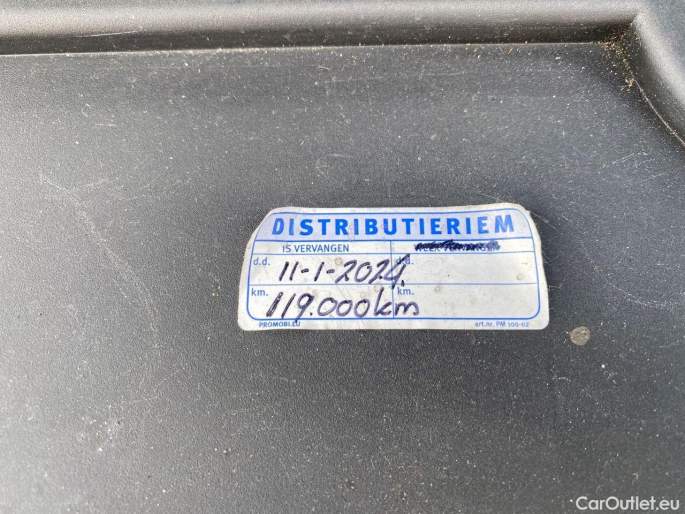 DISTRIBUTIERIEM
IS VERVANGEN
d.d. 11-1-2024 d.d.
km. 119.000km km.
PROMOBLEU art.nr. PM 100-02
CarOutlet.eu